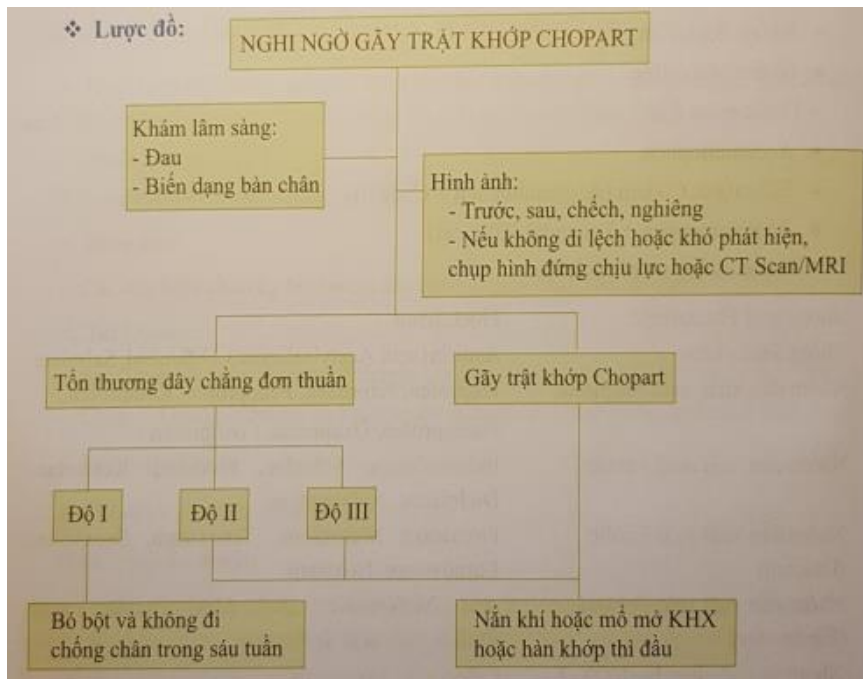 ❖ Lược đồ:
NGHI NGỜ GÃY TRẬT KHỚP CHOPART
Khám lâm sàng:
- Đau
- Biến dạng bàn chân
Hình ảnh:
- Trước, sau, chếch, nghiêng
- Nếu không di lệch hoặc khó phát hiện,
chụp hình đứng chịu lực hoặc CT Scan/MRI
Tổn thương dây chằng đơn thuần
Gãy trật khớp Chopart
Độ I
Độ II
Độ III
Bó bột và không đi
chống chân trong sáu tuần
Nắn khí hoặc mổ mở KHX
hoặc hàn khớp thì đầu